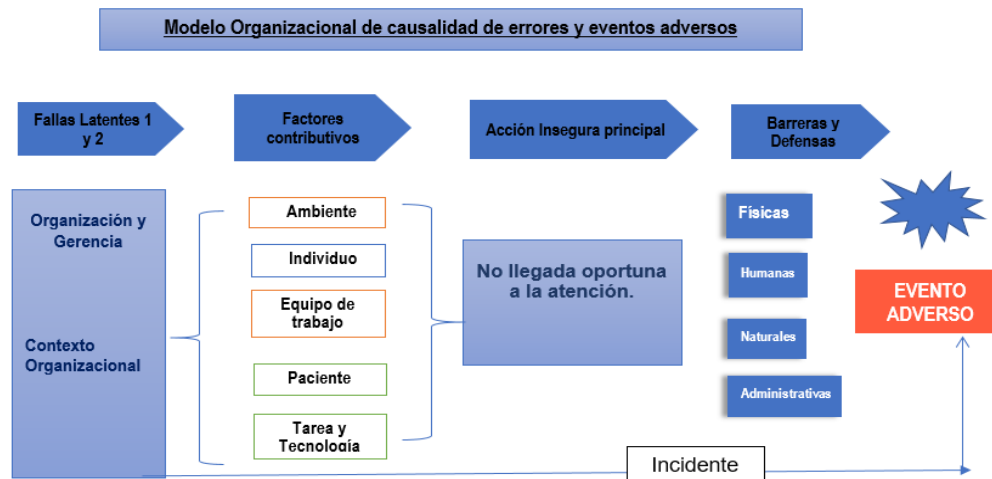 Modelo Organizacional de causalidad de errores y eventos adversos
Fallas Latentes 1
y 2
Factores
contributivos
Acción Insegura principal
Barreras y
Defensas
Organización y
Gerencia
Contexto
Organizacional
Ambiente
Individuo
Equipo de
trabajo
Paciente
Tarea y
Tecnología
No llegada oportuna
a la atención.
Físicas
Humanas
Naturales
Administrativas
EVENTO
ADVERSO
Incidente